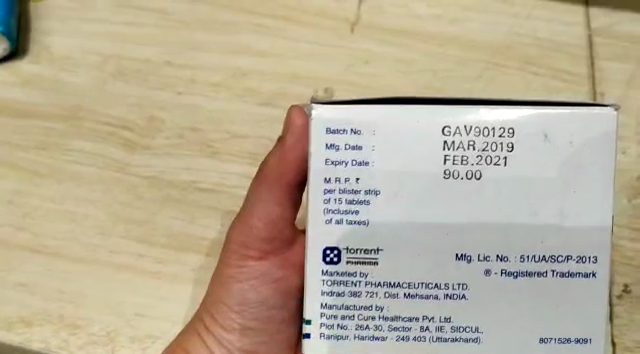 Batch No. : GAV90129
Mfg. Date : MAR.2019
Expiry Date : FEB.2021
M.R.P. ₹ 90.00
per blister strip
of 15 tablets
(Inclusive
of all taxes)
torrent
PHARMA
Mfg. Lic. No. : 51/UA/SC/P-2013
® - Registered Trademark
Marketed by :
TORRENT PHARMACEUTICALS LTD.
Indrad-382 721, Dist. Mehsana, INDIA.
Manufactured by :
Pure and Cure Healthcare Pvt. Ltd.
Plot No.: 26A-30, Sector - 8A, IIE, SIDCUL,
Ranipur, Haridwar - 249 403 (Uttarakhand).
8071526-9091